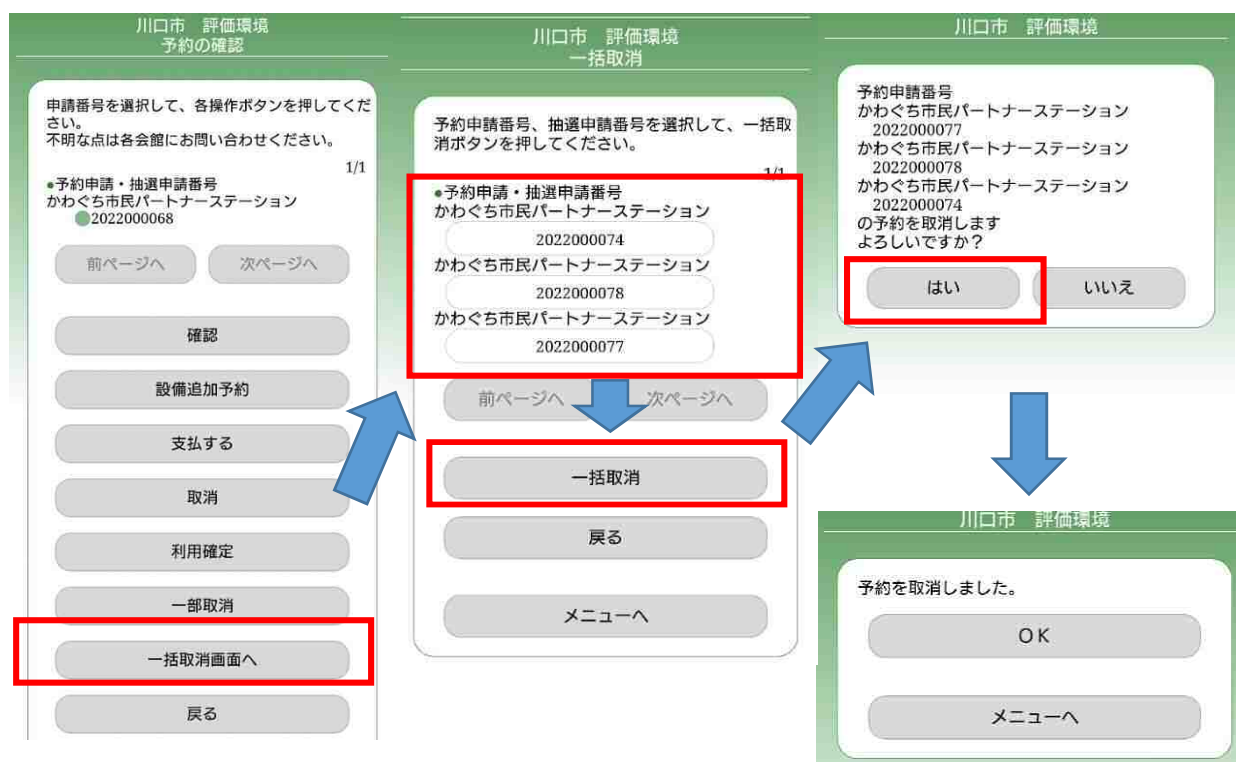 川口市　評価環境
予約の確認
申請番号を選択して、各操作ボタンを押してくだ
さい。
不明な点は各会館にお問い合わせください。
1/1
●予約申請・抽選申請番号
かわぐち市民パートナーステーション
2022000068
前ページへ
次ページへ
確認
設備追加予約
支払する
取消
利用確定
一部取消
一括取消画面へ
戻る
川口市　評価環境
一括取消
予約申請番号、抽選申請番号を選択して、一括取
消ボタンを押してください。
1/1
●予約申請・抽選申請番号
かわぐち市民パートナーステーション
2022000074
かわぐち市民パートナーステーション
2022000078
かわぐち市民パートナーステーション
2022000077
前ページへ
次ページへ
一括取消
戻る
メニューへ
川口市　評価環境
予約申請番号
かわぐち市民パートナーステーション
2022000077
かわぐち市民パートナーステーション
2022000078
かわぐち市民パートナーステーション
2022000074
の予約を取消します
よろしいですか？
はい
いいえ
川口市　評価環境
予約を取消しました。
ＯＫ
メニューへ